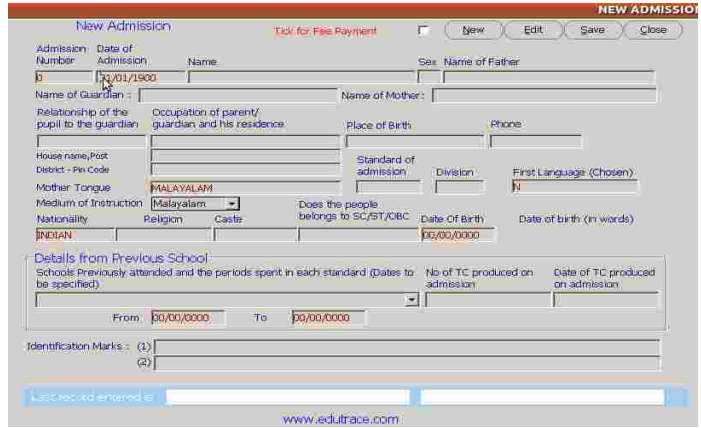 NEW ADMISSION
New Admission
Tick for Fee Payment
New Edit Save Close
Admission Number
Date of Admission
Name
Sex
Name of Father
0
01/01/1900
Name of Guardian :
Name of Mother :
Relationship of the pupil to the guardian
Occupation of parent/ guardian and his residence
Place of Birth
Phone
House name,Post
District - Pin Code
Standard of admission
Division
First Language (Chosen)
Mother Tongue
MALAYALAM
N
Medium of Instruction
Malayalam
Does the people belongs to SC/ST/OBC
Nationality
Religion
Caste
Date Of Birth
Date of birth (in words)
INDIAN
00/00/0000
Details from Previous School
Schools Previously attended and the periods spent in each standard (Dates to be specified)
No of TC produced on admission
Date of TC produced on admission
From 00/00/0000 To 00/00/0000
Identification Marks : (1)
(2)
Last record entered is
www.edutrace.com